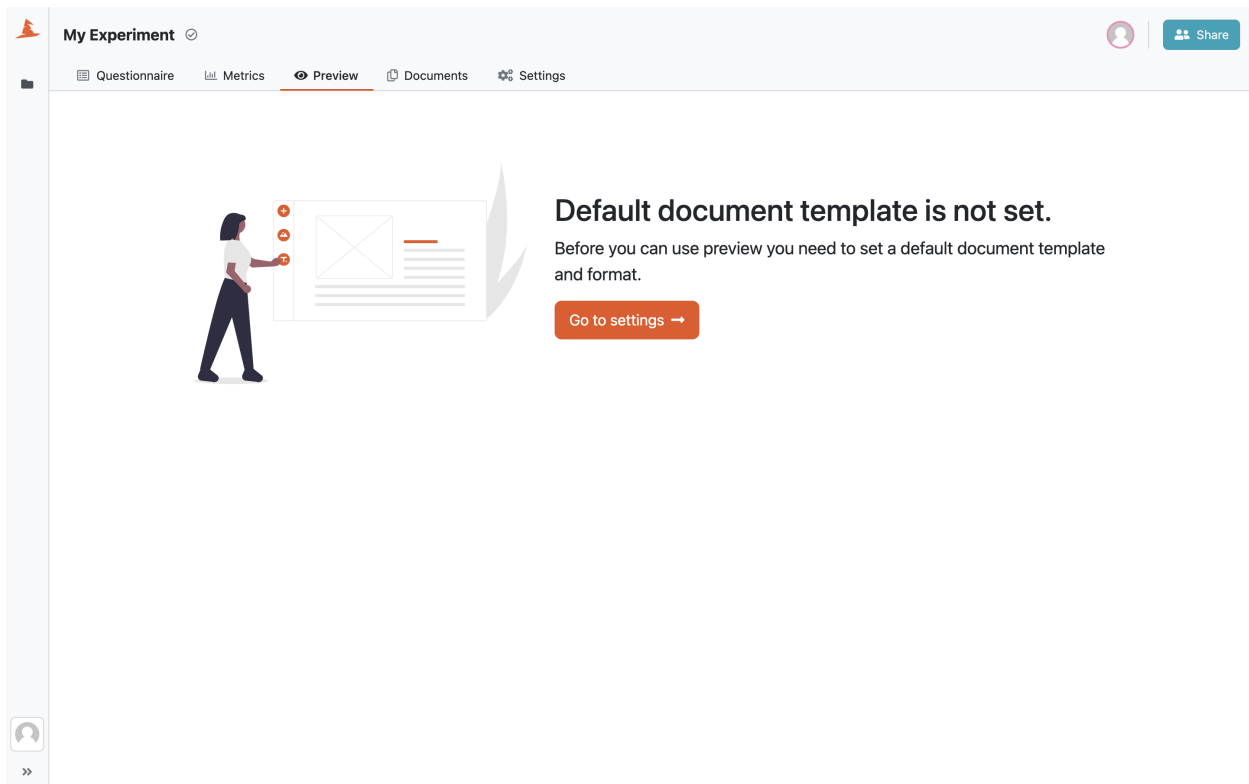 My Experiment
Share
Questionnaire
Metrics
Preview
Documents
Settings
Default document template is not set.
Before you can use preview you need to set a default document template
and format.
Go to settings